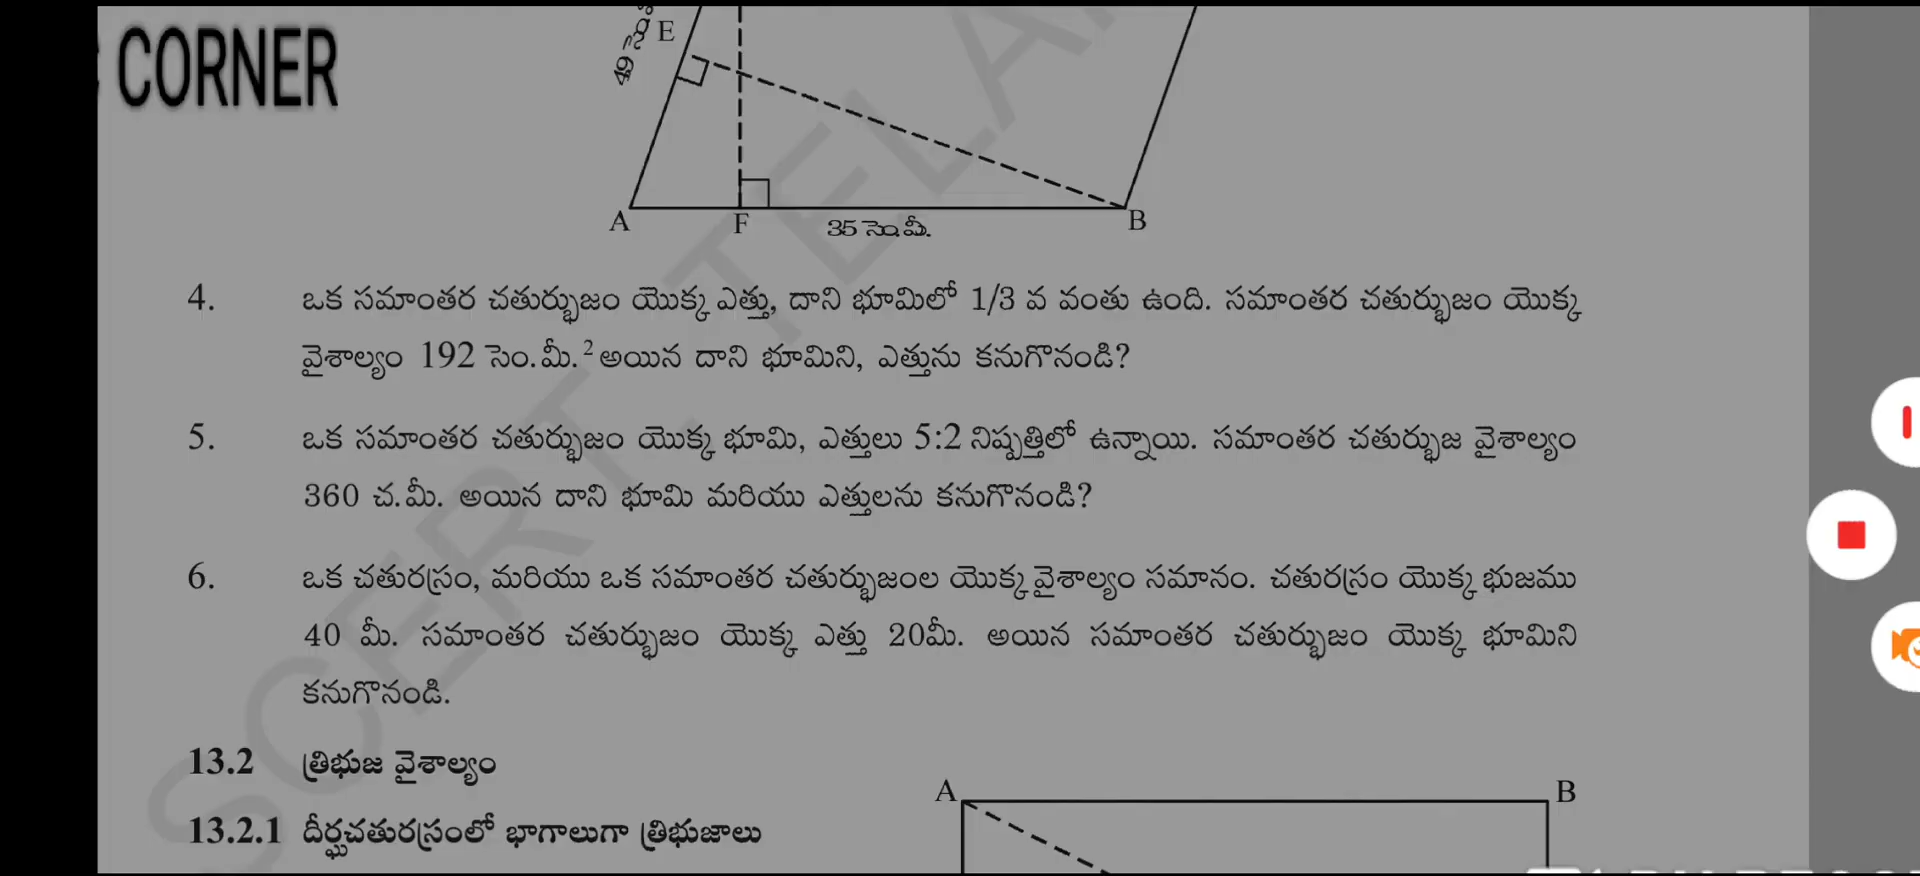 CORNER
49 సెం
E
A
F
35 సెం.మీ.
B
4. ఒక సమాంతర చతుర్భుజం యొక్క ఎత్తు, దాని భూమిలో 1/3 వ వంతు ఉంది. సమాంతర చతుర్భుజం యొక్క
వైశాల్యం 192 సెం.మీ.² అయిన దాని భూమిని, ఎత్తును కనుగొనండి?
5. ఒక సమాంతర చతుర్భుజం యొక్క భూమి, ఎత్తులు 5:2 నిష్పత్తిలో ఉన్నాయి. సమాంతర చతుర్భుజ వైశాల్యం
360 చ.మీ. అయిన దాని భూమి మరియు ఎత్తులను కనుగొనండి?
6. ఒక చతురస్రం, మరియు ఒక సమాంతర చతుర్భుజంల యొక్క వైశాల్యం సమానం. చతురస్రం యొక్క భుజము
40 మీ. సమాంతర చతుర్భుజం యొక్క ఎత్తు 20మీ. అయిన సమాంతర చతుర్భుజం యొక్క భూమిని
కనుగొనండి.
13.2 త్రిభుజ వైశాల్యం
A
B
13.2.1 దీర్ఘచతురస్రంలో భాగాలుగా త్రిభుజాలు
SCERT, TELA